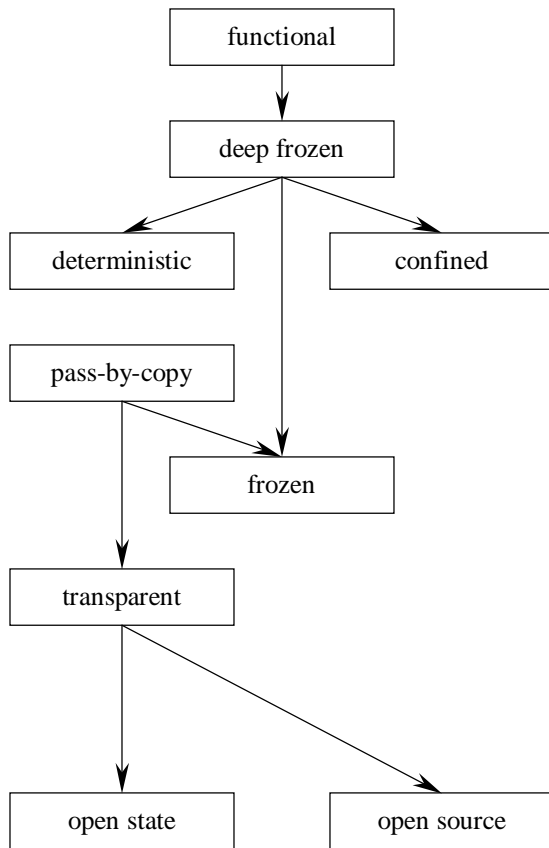 functional
deep frozen
deterministic
confined
pass-by-copy
frozen
transparent
open state
open source